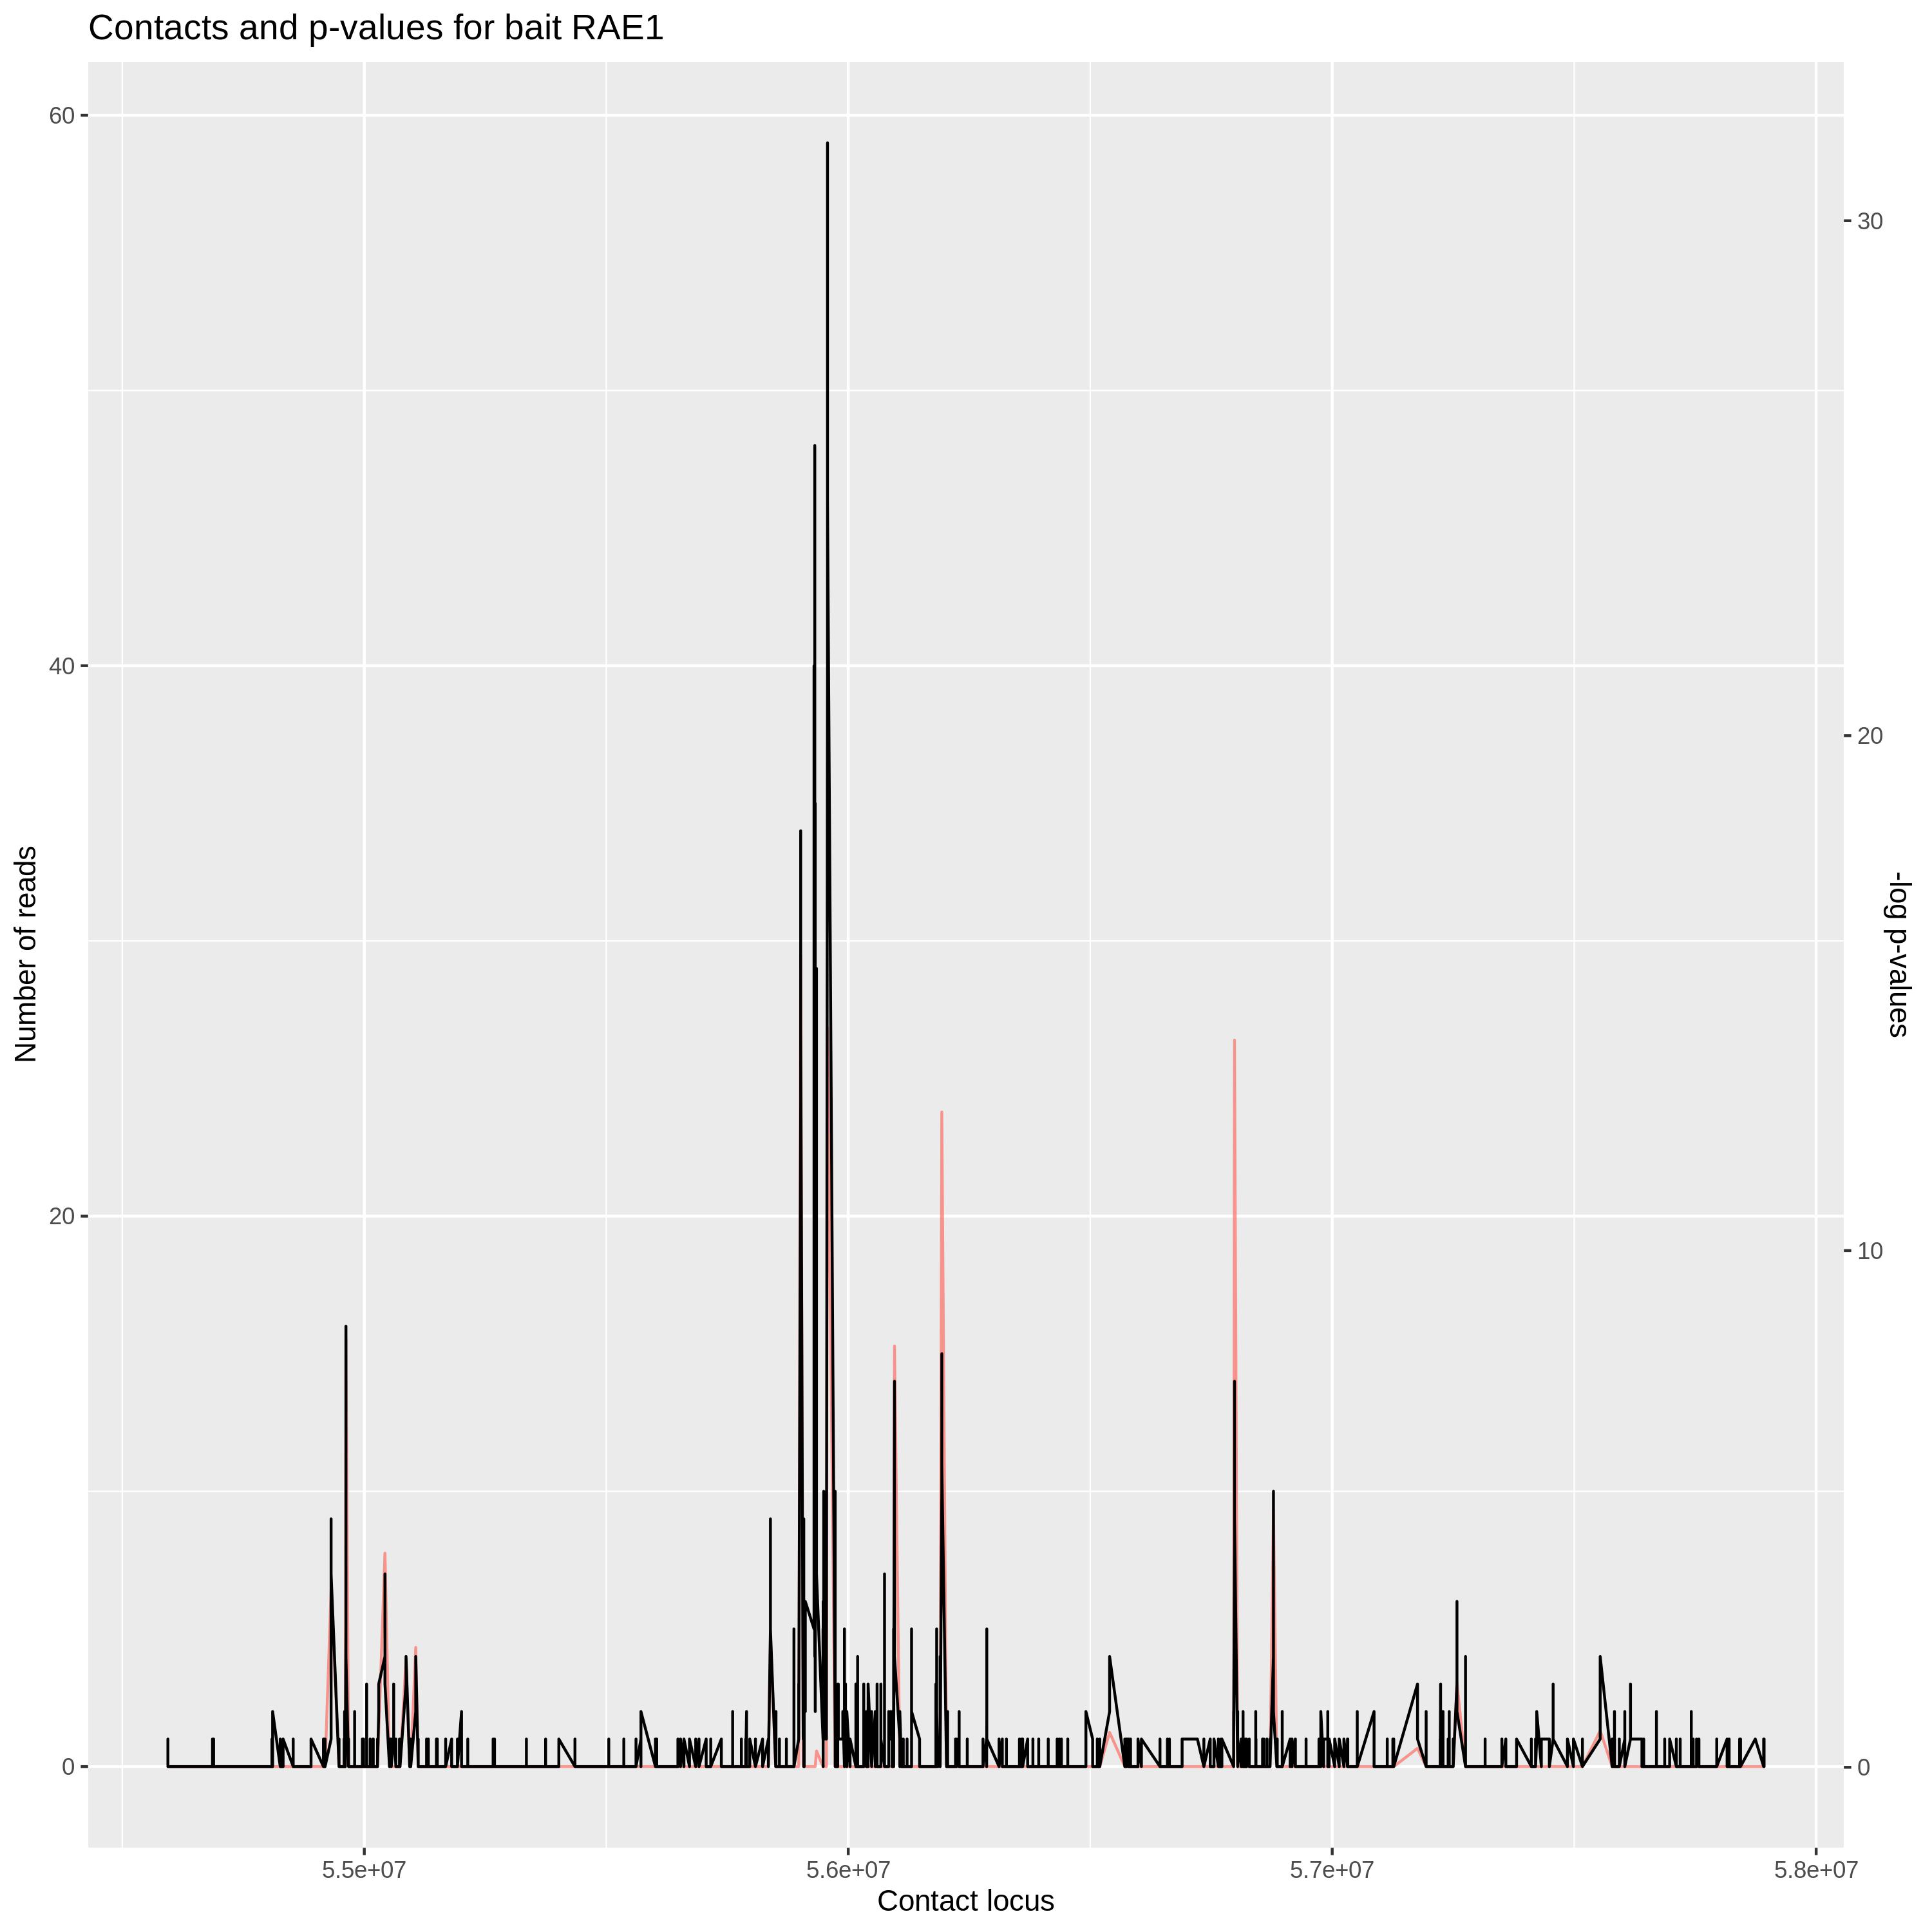 Contacts and p-values for bait RAE1
60
40
20
0
30
20
10
0
Number of reads
-log p-values
5.5e+07
5.6e+07
5.7e+07
5.8e+07
Contact locus